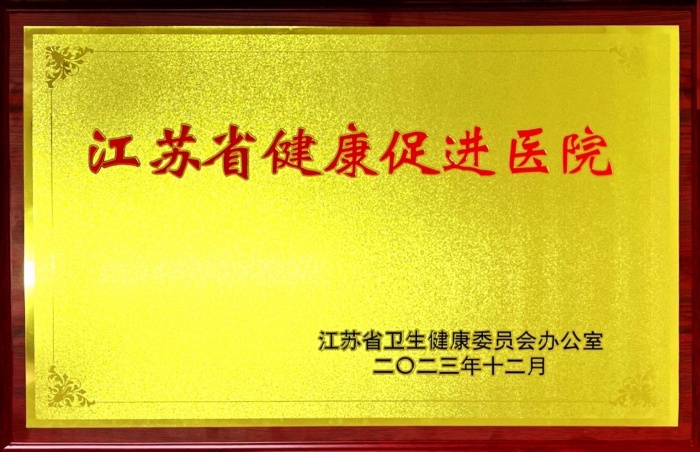 江苏省健康促进医院
江苏省卫生健康委员会办公室
二〇二三年十二月